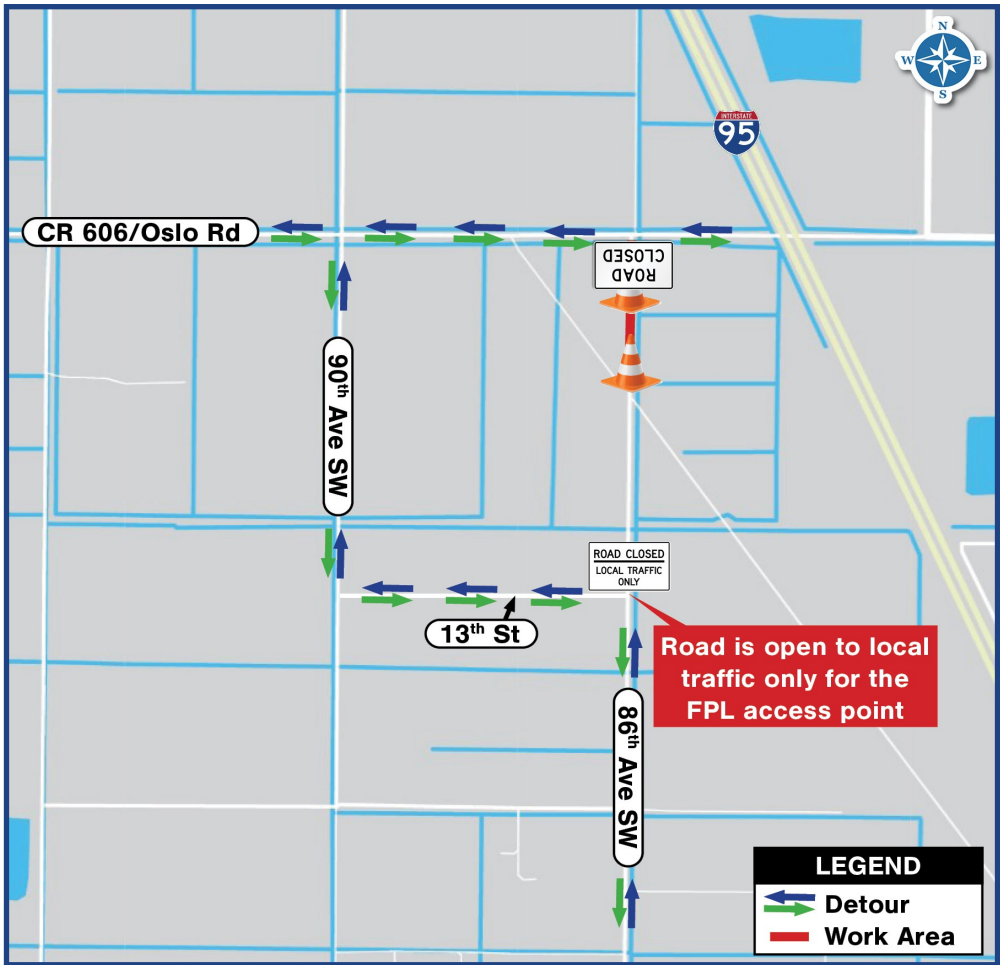 N
W E
S
INTERSTATE
95
CR 606/Oslo Rd
ROAD
CLOSED
90th Ave SW
ROAD CLOSED
LOCAL TRAFFIC
ONLY
13th St
Road is open to local
traffic only for the
FPL access point
86th Ave SW
LEGEND
Detour
Work Area